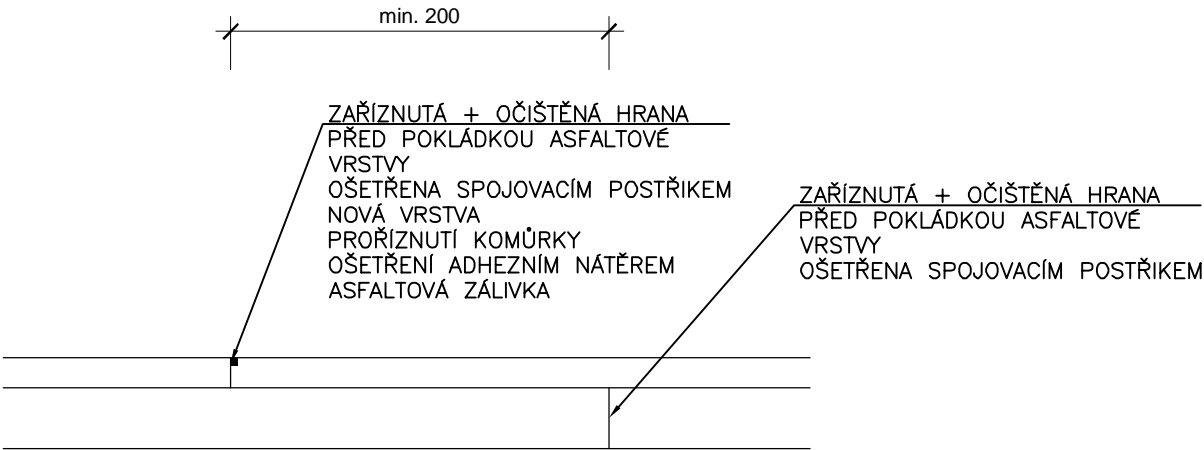 min. 200
ZAŘÍZNUTÁ + OČIŠTĚNÁ HRANA
PŘED POKLÁDKOU ASFALTOVÉ
VRSTVY
OŠETŘENA SPOJOVACÍM POSTŘIKEM
NOVÁ VRSTVA
PROŘÍZNUTÍ KOMŮRKY
OŠETŘENÍ ADHEZNÍM NÁTĚREM
ASFALTOVÁ ZÁLIVKA
ZAŘÍZNUTÁ + OČIŠTĚNÁ HRANA
PŘED POKLÁDKOU ASFALTOVÉ
VRSTVY
OŠETŘENA SPOJOVACÍM POSTŘIKEM